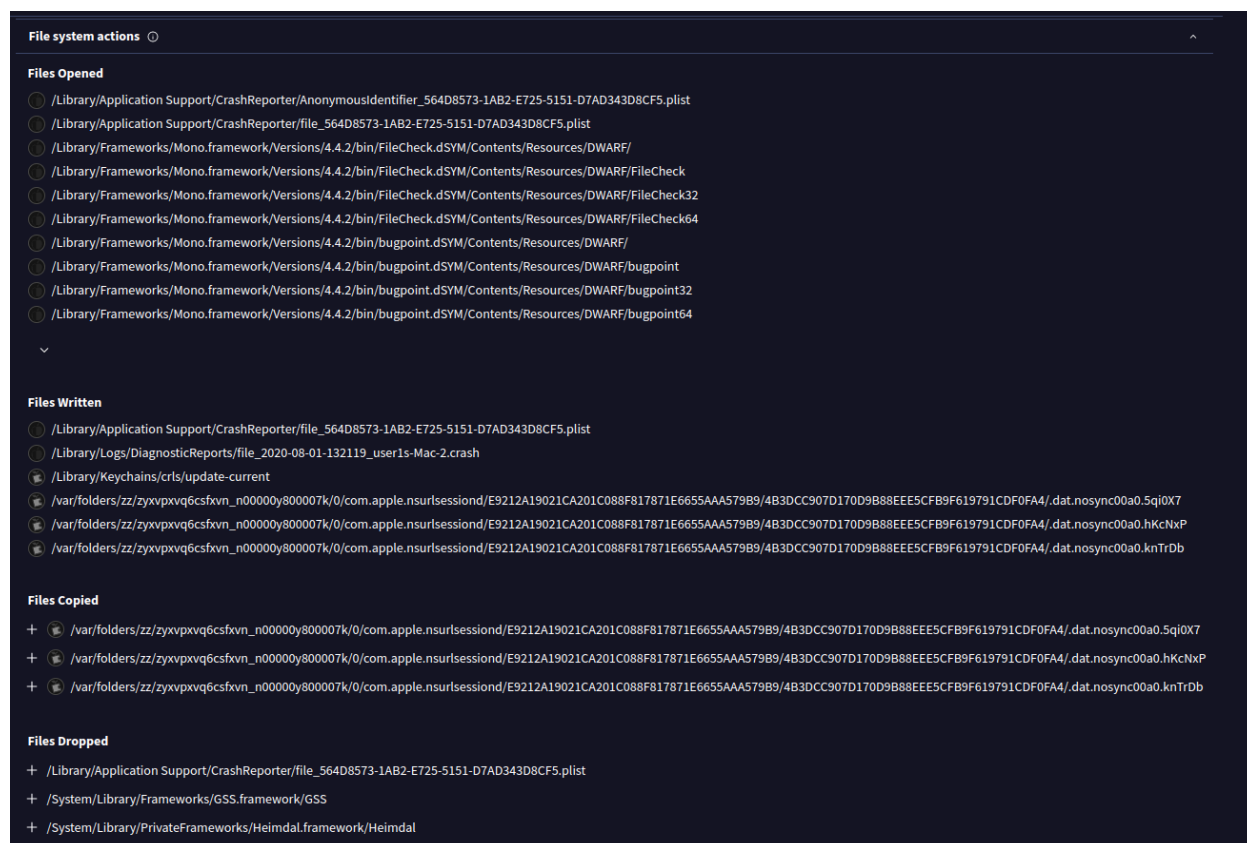 File system actions
Files Opened
/Library/Application Support/CrashReporter/AnonymousIdentifier_564D8573-1AB2-E725-5151-D7AD343D8CF5.plist
/Library/Application Support/CrashReporter/file_564D8573-1AB2-E725-5151-D7AD343D8CF5.plist
/Library/Frameworks/Mono.framework/Versions/4.4.2/bin/FileCheck.dSYM/Contents/Resources/DWARF/
/Library/Frameworks/Mono.framework/Versions/4.4.2/bin/FileCheck.dSYM/Contents/Resources/DWARF/FileCheck
/Library/Frameworks/Mono.framework/Versions/4.4.2/bin/FileCheck.dSYM/Contents/Resources/DWARF/FileCheck32
/Library/Frameworks/Mono.framework/Versions/4.4.2/bin/FileCheck.dSYM/Contents/Resources/DWARF/FileCheck64
/Library/Frameworks/Mono.framework/Versions/4.4.2/bin/bugpoint.dSYM/Contents/Resources/DWARF/
/Library/Frameworks/Mono.framework/Versions/4.4.2/bin/bugpoint.dSYM/Contents/Resources/DWARF/bugpoint
/Library/Frameworks/Mono.framework/Versions/4.4.2/bin/bugpoint.dSYM/Contents/Resources/DWARF/bugpoint32
/Library/Frameworks/Mono.framework/Versions/4.4.2/bin/bugpoint.dSYM/Contents/Resources/DWARF/bugpoint64
Files Written
/Library/Application Support/CrashReporter/file_564D8573-1AB2-E725-5151-D7AD343D8CF5.plist
/Library/Logs/DiagnosticReports/file_2020-08-01-132119_user1s-Mac-2.crash
/Library/Keychains/crls/update-current
/var/folders/zz/zyxvpxvq6csfxvn_n00000y800007k/0/com.apple.nsurlsessiond/E9212A19021CA201C088F817871E6655AAA579B9/4B3DCC907D170D9B88EEE5CFB9F619791CDF0FA4/.dat.nosync00a0.5qi0X7
/var/folders/zz/zyxvpxvq6csfxvn_n00000y800007k/0/com.apple.nsurlsessiond/E9212A19021CA201C088F817871E6655AAA579B9/4B3DCC907D170D9B88EEE5CFB9F619791CDF0FA4/.dat.nosync00a0.hKcNxP
/var/folders/zz/zyxvpxvq6csfxvn_n00000y800007k/0/com.apple.nsurlsessiond/E9212A19021CA201C088F817871E6655AAA579B9/4B3DCC907D170D9B88EEE5CFB9F619791CDF0FA4/.dat.nosync00a0.knTrDb
Files Copied
+ /var/folders/zz/zyxvpxvq6csfxvn_n00000y800007k/0/com.apple.nsurlsessiond/E9212A19021CA201C088F817871E6655AAA579B9/4B3DCC907D170D9B88EEE5CFB9F619791CDF0FA4/.dat.nosync00a0.5qi0X7
+ /var/folders/zz/zyxvpxvq6csfxvn_n00000y800007k/0/com.apple.nsurlsessiond/E9212A19021CA201C088F817871E6655AAA579B9/4B3DCC907D170D9B88EEE5CFB9F619791CDF0FA4/.dat.nosync00a0.hKcNxP
+ /var/folders/zz/zyxvpxvq6csfxvn_n00000y800007k/0/com.apple.nsurlsessiond/E9212A19021CA201C088F817871E6655AAA579B9/4B3DCC907D170D9B88EEE5CFB9F619791CDF0FA4/.dat.nosync00a0.knTrDb
Files Dropped
+ /Library/Application Support/CrashReporter/file_564D8573-1AB2-E725-5151-D7AD343D8CF5.plist
+ /System/Library/Frameworks/GSS.framework/GSS
+ /System/Library/PrivateFrameworks/Heimdal.framework/Heimdal